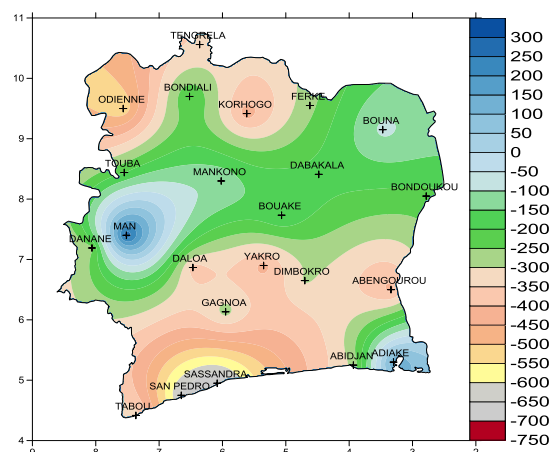 11
TENGRELA
300
250
10
BONDIALI
200
ODIENNE
KORHOGO
FERKE
150
100
BOUNA
50
9
0
TOUBA
MANKONO
DABAKALA
-50
-100
BONDOUKOU
8
BOUAKE
-150
MAN
-200
DANANE
-250
7
DALOA
YAKRO
DIMBOKRO
-300
ABENGOUROU
-350
GAGNOA
-400
6
-450
-500
ABIDJAN
ADIAKE
-550
5
SASSANDRA
SAN PEDRO
-600
-650
TABOU
-700
4
-750